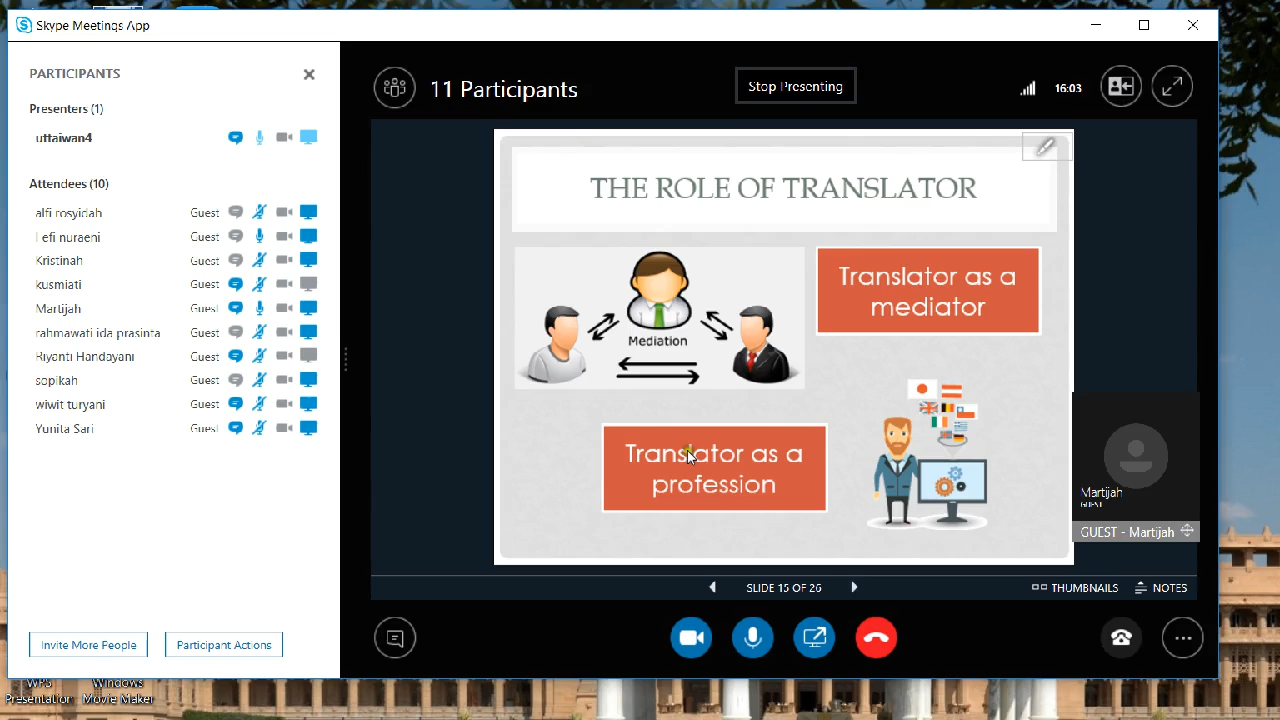 Skype Meetings App
PARTICIPANTS
Presenters (1)
uttaiwan4
Attendees (10)
alfi rosyidah Guest
I efi nuraeni Guest
Kristinah Guest
kusmiati Guest
Martijah Guest
rahmawati ida prasinta Guest
Riyanti Handayani Guest
sopikah Guest
wiwit turyani Guest
Yunita Sari Guest
Invite More People
Participant Actions
11 Participants
Stop Presenting
16:03
THE ROLE OF TRANSLATOR
Mediation
Translator as a
mediator
Translator as a
profession
Martijah
GUEST
GUEST - Martijah
SLIDE 15 OF 26
THUMBNAILS
NOTES
WPS
Presentation
Windows
Movie Maker